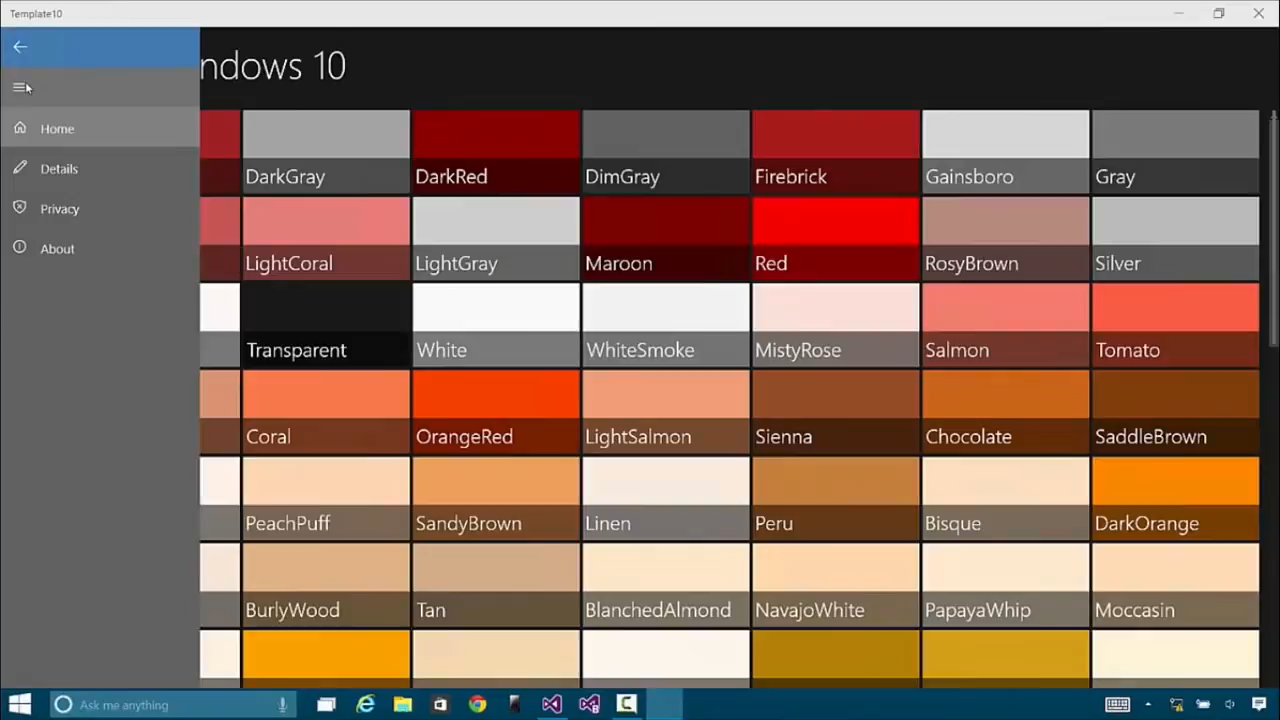 Template10
ndows 10
Home
Details
Privacy
About
DarkGray
DarkRed
DimGray
Firebrick
Gainsboro
Gray
LightCoral
LightGray
Maroon
Red
RosyBrown
Silver
Transparent
White
WhiteSmoke
MistyRose
Salmon
Tomato
Coral
OrangeRed
LightSalmon
Sienna
Chocolate
SaddleBrown
PeachPuff
SandyBrown
Linen
Peru
Bisque
DarkOrange
BurlyWood
Tan
BlanchedAlmond
NavajoWhite
PapayaWhip
Moccasin
Ask me anything